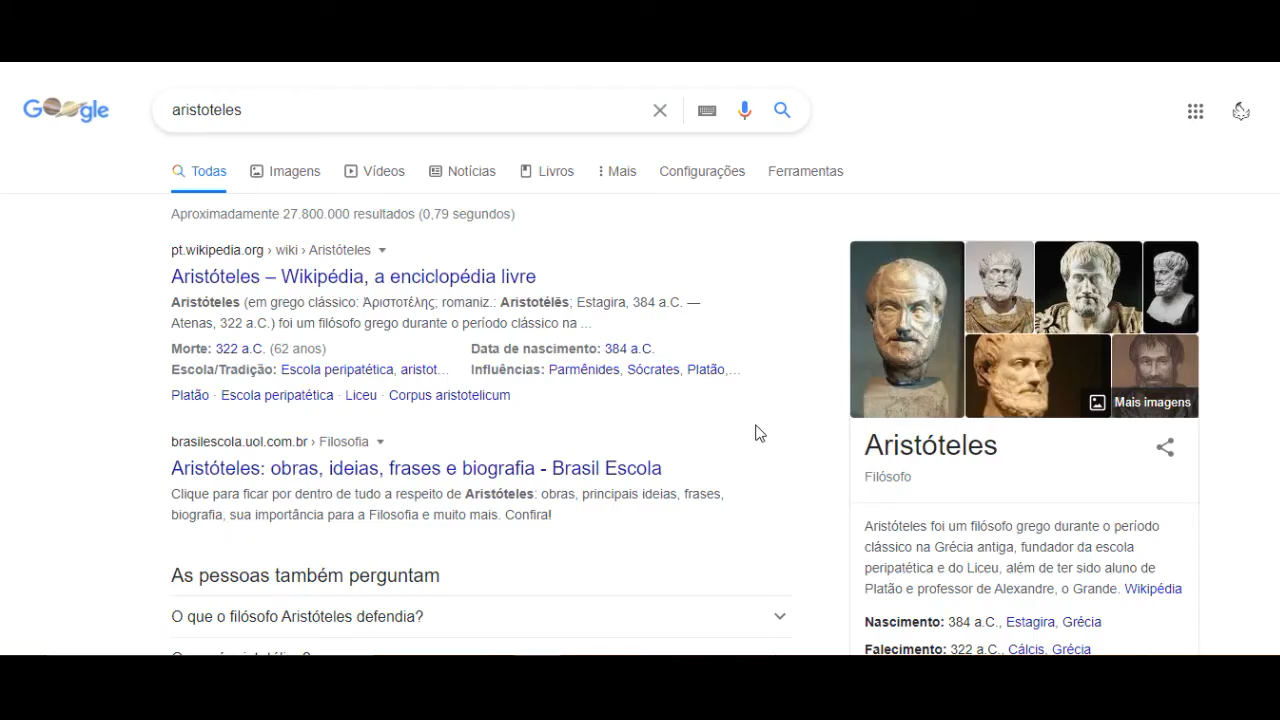 Google
aristoteles
Todas Imagens Vídeos Notícias Livros Mais Configurações Ferramentas
Aproximadamente 27.800.000 resultados (0,79 segundos)
pt.wikipedia.org › wiki › Aristóteles
Aristóteles – Wikipédia, a enciclopédia livre
Aristóteles (em grego clássico: Ἀριστοτέλης; romaniz.: Aristotélēs; Estagira, 384 a.C. —
Atenas, 322 a.C.) foi um filósofo grego durante o período clássico na ...
Morte: 322 a.C. (62 anos) Data de nascimento: 384 a.C.
Escola/Tradição: Escola peripatética, aristot... Influências: Parmênides, Sócrates, Platão,...
Platão · Escola peripatética · Liceu · Corpus aristotelicum
brasilescola.uol.com.br › Filosofia
Aristóteles: obras, ideias, frases e biografia - Brasil Escola
Clique para ficar por dentro de tudo a respeito de Aristóteles: obras, principais ideias, frases,
biografia, sua importância para a Filosofia e muito mais. Confira!
As pessoas também perguntam
O que o filósofo Aristóteles defendia?
Mais imagens
Aristóteles
Filósofo
Aristóteles foi um filósofo grego durante o período
clássico na Grécia antiga, fundador da escola
peripatética e do Liceu, além de ter sido aluno de
Platão e professor de Alexandre, o Grande. Wikipédia
Nascimento: 384 a.C., Estagira, Grécia
Falecimento: 322 a.C., Cálcis, Grécia